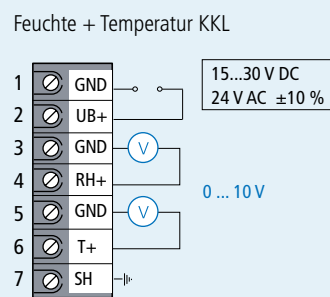 Feuchte + Temperatur KKL
15...30 V DC
24 V AC ±10 %
1 GND
2 UB+
3 GND V
4 RH+
0 ... 10 V
5 GND V
6 T+
7 SH